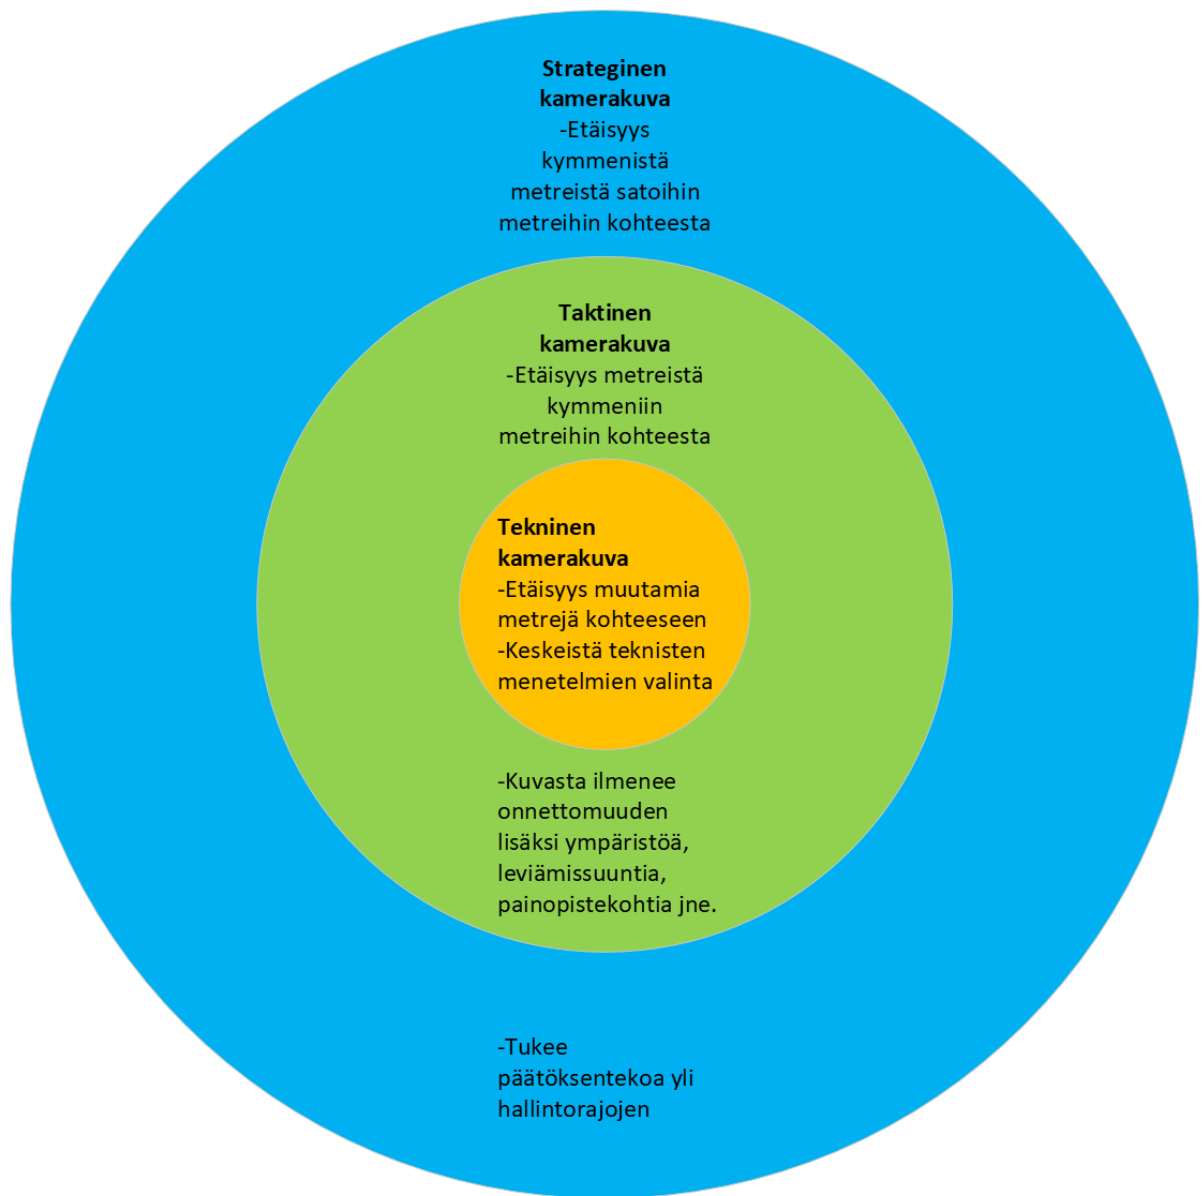 Strateginen
kamerakuva
-Etäisyys
kymmenistä
metreistä satoihin
metreihin kohteesta
Taktinen
kamerakuva
-Etäisyys metreistä
kymmeniin
metreihin kohteesta
Tekninen
kamerakuva
-Etäisyys muutamia
metrejä kohteeseen
-Keskeistä teknisten
menetelmien valinta
-Kuvasta ilmenee
onnettomuuden
lisäksi ympäristöä,
leviämissuuntia,
painopistekohtia jne.
-Tukee
päätöksentekoa yli
hallintorajojen